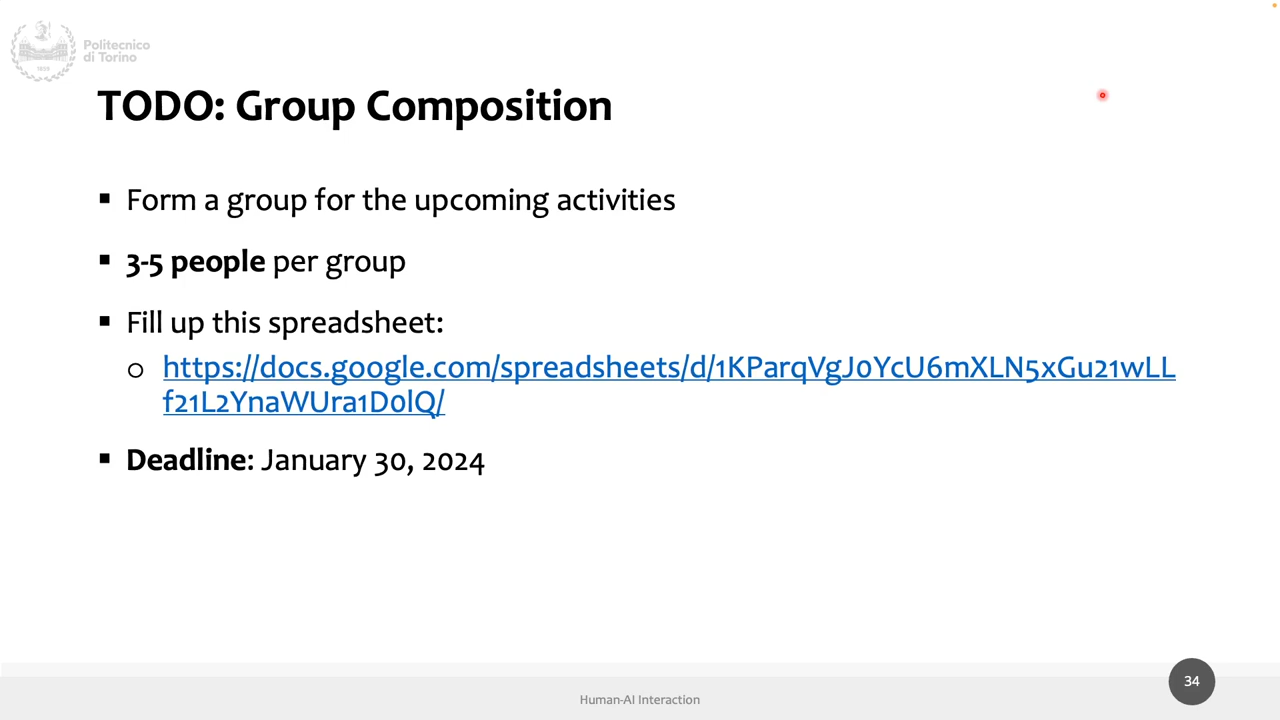 Politecnico
di Torino
1859
TODO: Group Composition
▪ Form a group for the upcoming activities
▪ 3-5 people per group
▪ Fill up this spreadsheet:
o https://docs.google.com/spreadsheets/d/1KParqVgJ0YcU6mXLN5xGu21wLL
f21L2YnaWUra1D0lQ/
▪ Deadline: January 30, 2024
Human-AI Interaction
34